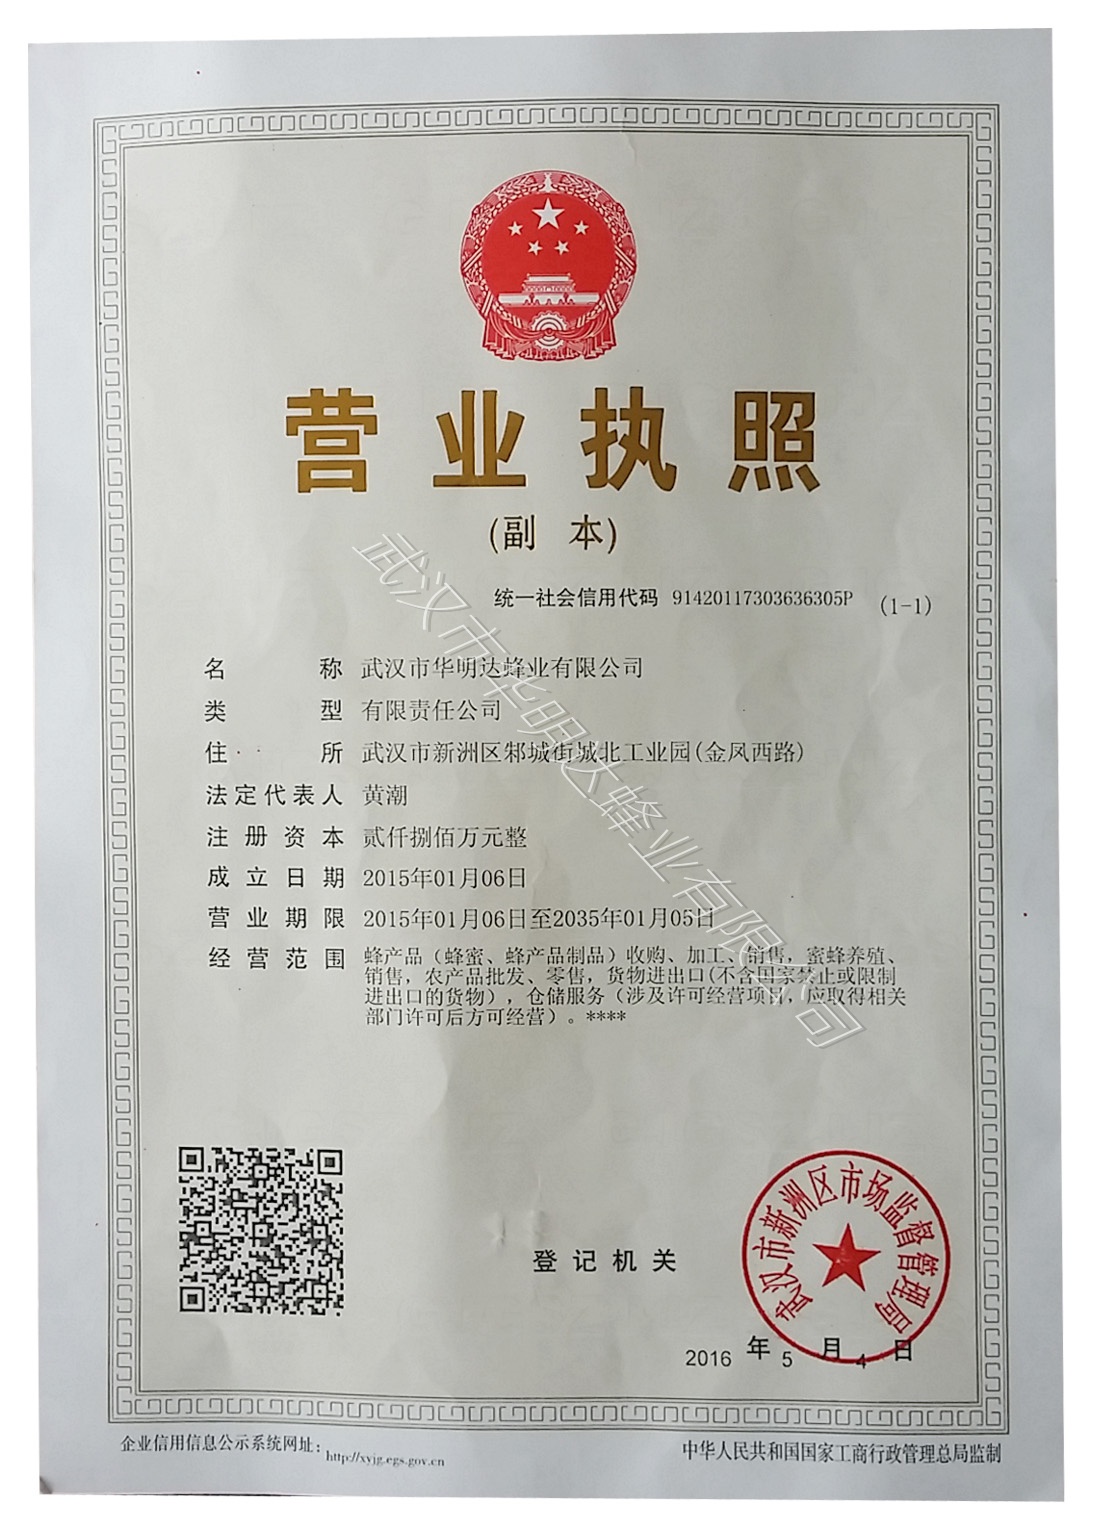 营业执照
(副 本)
统一社会信用代码 91420117303636305P (1-1)
名称 武汉市华明达蜂业有限公司
类型 有限责任公司
住所 武汉市新洲区邾城街城北工业园(金凤西路)
法定代表人 黄潮
注册资本 贰仟捌佰万元整
成立日期 2015年01月06日
营业期限 2015年01月06日至2035年01月05日
经营范围 蜂产品（蜂蜜、蜂产品制品）收购、加工、销售，蜜蜂养殖、
销售，农产品批发、零售，货物进出口(不含国家禁止或限制
进出口的货物)，仓储服务（涉及许可经营项目，应取得相关
部门许可后方可经营）。****
武汉市华明达蜂业有限公司
登记机关
武汉市新洲区市场监督管理局
2016 年 5 月 4 日
企业信用信息公示系统网址：http://xyjg.egs.gov.cn
中华人民共和国国家工商行政管理总局监制